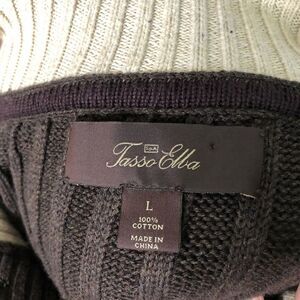 Tasso Elba
L
100%
COTTON
MADE IN
CHINA